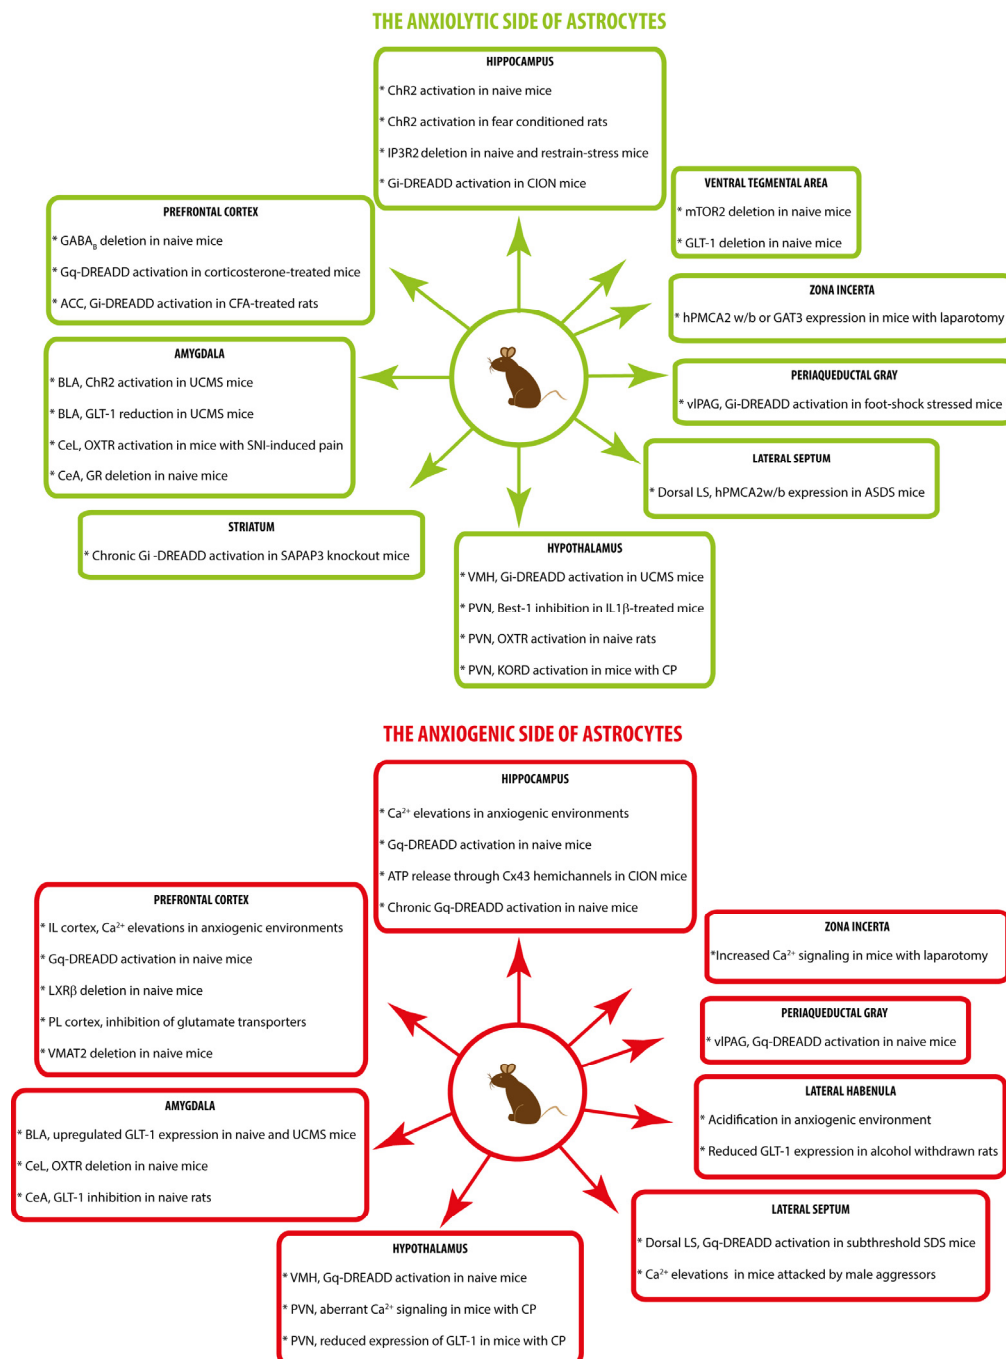 THE ANXIOLYTIC SIDE OF ASTROCYTES
HIPPOCAMPUS
* ChR2 activation in naive mice
* ChR2 activation in fear conditioned rats
* IP3R2 deletion in naive and restrain-stress mice
* Gi-DREADD activation in CION mice
VENTRAL TEGMENTAL AREA
* mTOR2 deletion in naive mice
* GLT-1 deletion in naive mice
PREFRONTAL CORTEX
* GABA_B deletion in naive mice
* Gq-DREADD activation in corticosterone-treated mice
* ACC, Gi-DREADD activation in CFA-treated rats
ZONA INCERTA
* hPMCA2 w/b or GAT3 expression in mice with laparotomy
AMYGDALA
* BLA, ChR2 activation in UCMS mice
* BLA, GLT-1 reduction in UCMS mice
* CeL, OXTR activation in mice with SNI-induced pain
* CeA, GR deletion in naive mice
PERIAQUEDUCTAL GRAY
* vlPAG, Gi-DREADD activation in foot-shock stressed mice
LATERAL SEPTUM
* Dorsal LS, hPMCA2w/b expression in ASDS mice
STRIATUM
* Chronic Gi -DREADD activation in SAPAP3 knockout mice
HYPOTHALAMUS
* VMH, Gi-DREADD activation in UCMS mice
* PVN, Best-1 inhibition in IL1β-treated mice
* PVN, OXTR activation in naive rats
* PVN, KORD activation in mice with CP
THE ANXIOGENIC SIDE OF ASTROCYTES
HIPPOCAMPUS
* Ca²⁺ elevations in anxiogenic environments
* Gq-DREADD activation in naive mice
* ATP release through Cx43 hemichannels in CION mice
* Chronic Gq-DREADD activation in naive mice
PREFRONTAL CORTEX
* IL cortex, Ca²⁺ elevations in anxiogenic environments
* Gq-DREADD activation in naive mice
* LXRβ deletion in naive mice
* PL cortex, inhibition of glutamate transporters
* VMAT2 deletion in naive mice
ZONA INCERTA
*Increased Ca²⁺ signaling in mice with laparotomy
PERIAQUEDUCTAL GRAY
* vlPAG, Gq-DREADD activation in naive mice
AMYGDALA
* BLA, upregulated GLT-1 expression in naive and UCMS mice
* CeL, OXTR deletion in naive mice
* CeA, GLT-1 inhibition in naive rats
LATERAL HABENULA
* Acidification in anxiogenic environment
* Reduced GLT-1 expression in alcohol withdrawn rats
LATERAL SEPTUM
* Dorsal LS, Gq-DREADD activation in subthreshold SDS mice
* Ca²⁺ elevations in mice attacked by male aggressors
HYPOTHALAMUS
* VMH, Gq-DREADD activation in naive mice
* PVN, aberrant Ca²⁺ signaling in mice with CP
* PVN, reduced expression of GLT-1 in mice with CP